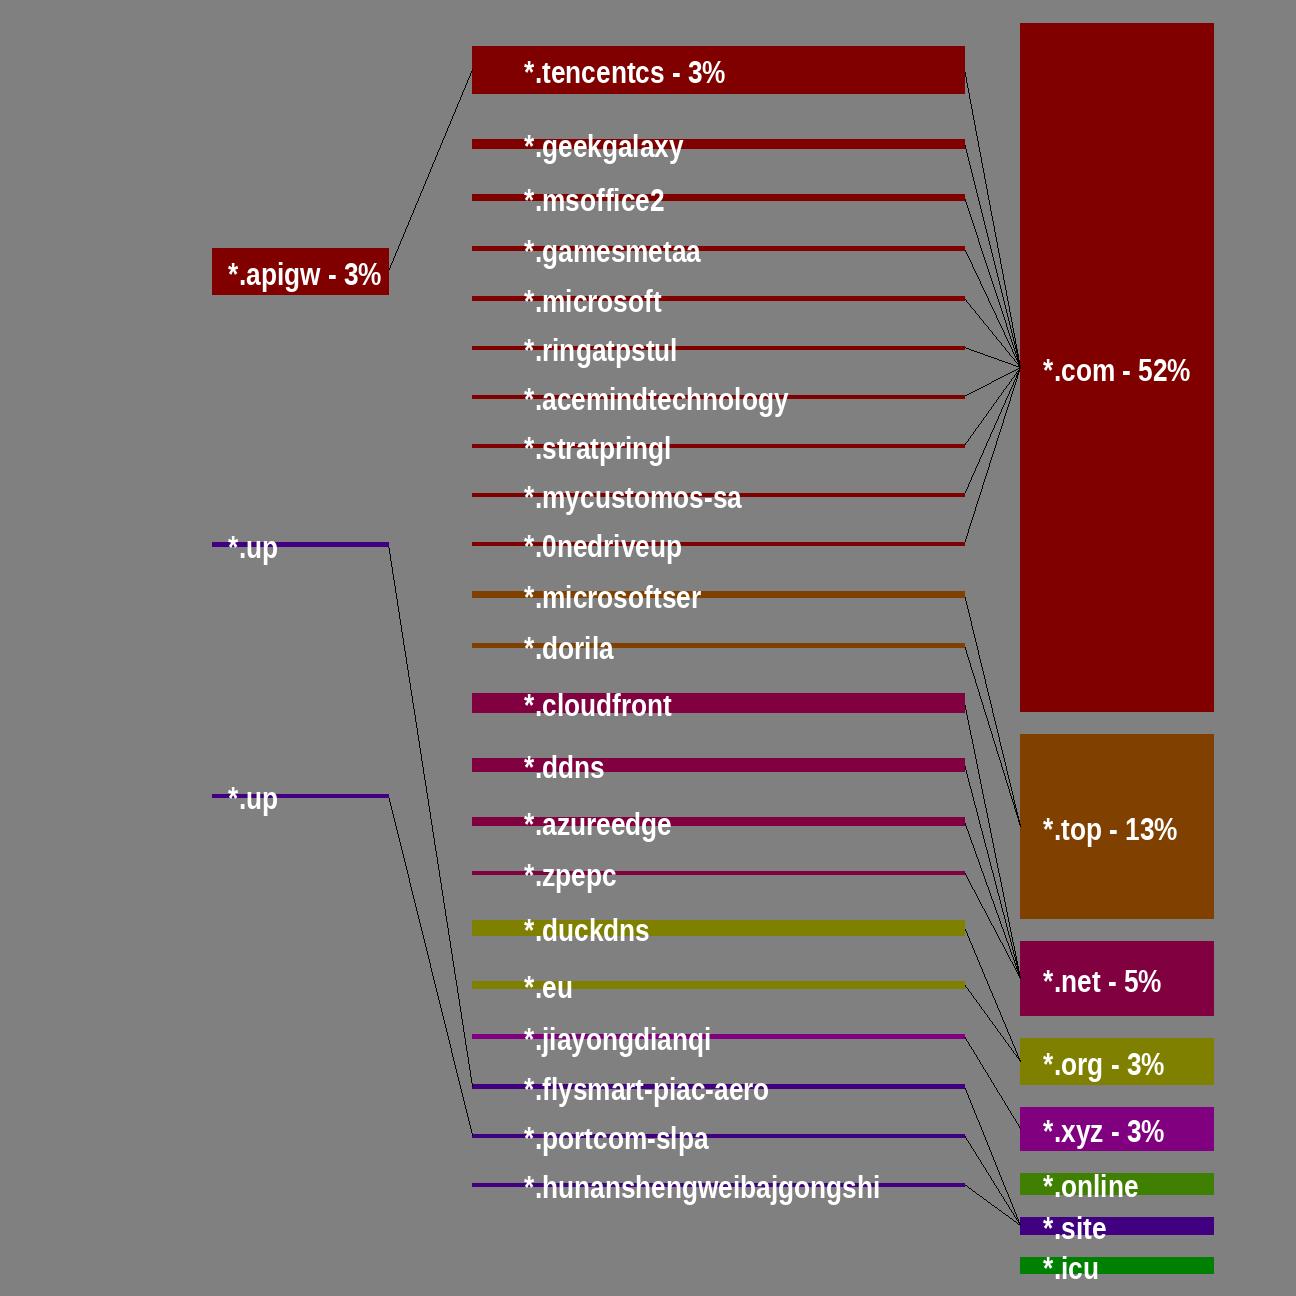 *.apigw - 3%
*.up
*.up
*.tencentcs - 3%
*.geekgalaxy
*.msoffice2
*.gamesmetaa
*.microsoft
*.ringatpstul
*.acemindtechnology
*.stratpringl
*.mycustomos-sa
*.0nedriveup
*.microsoftser
*.dorila
*.cloudfront
*.ddns
*.azureedge
*.zpepc
*.duckdns
*.eu
*.jiayongdianqi
*.flysmart-piac-aero
*.portcom-slpa
*.hunanshengweibajgongshi
*.com - 52%
*.top - 13%
*.net - 5%
*.org - 3%
*.xyz - 3%
*.online
*.site
*.icu